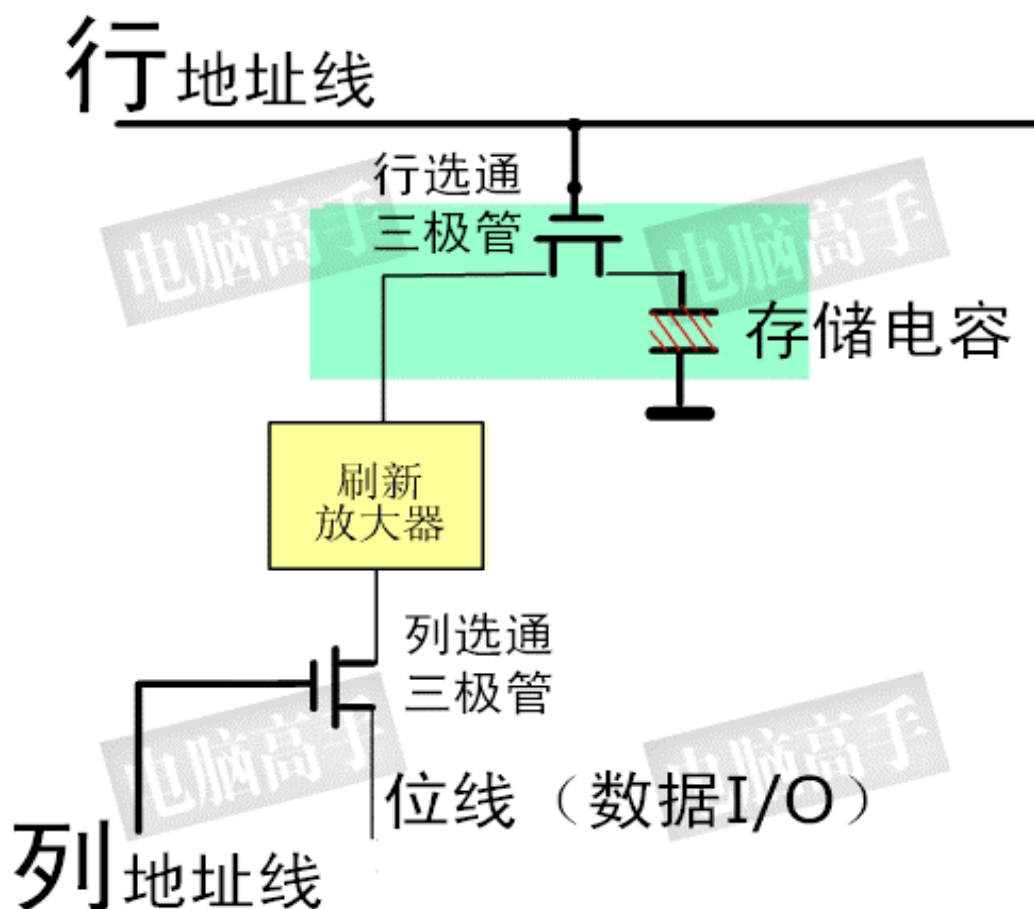 行地址线
电脑高手
电脑高手
行选通
三极管
存储电容
刷新
放大器
列选通
三极管
电脑高手
电脑高手
位线（数据I/O）
列地址线